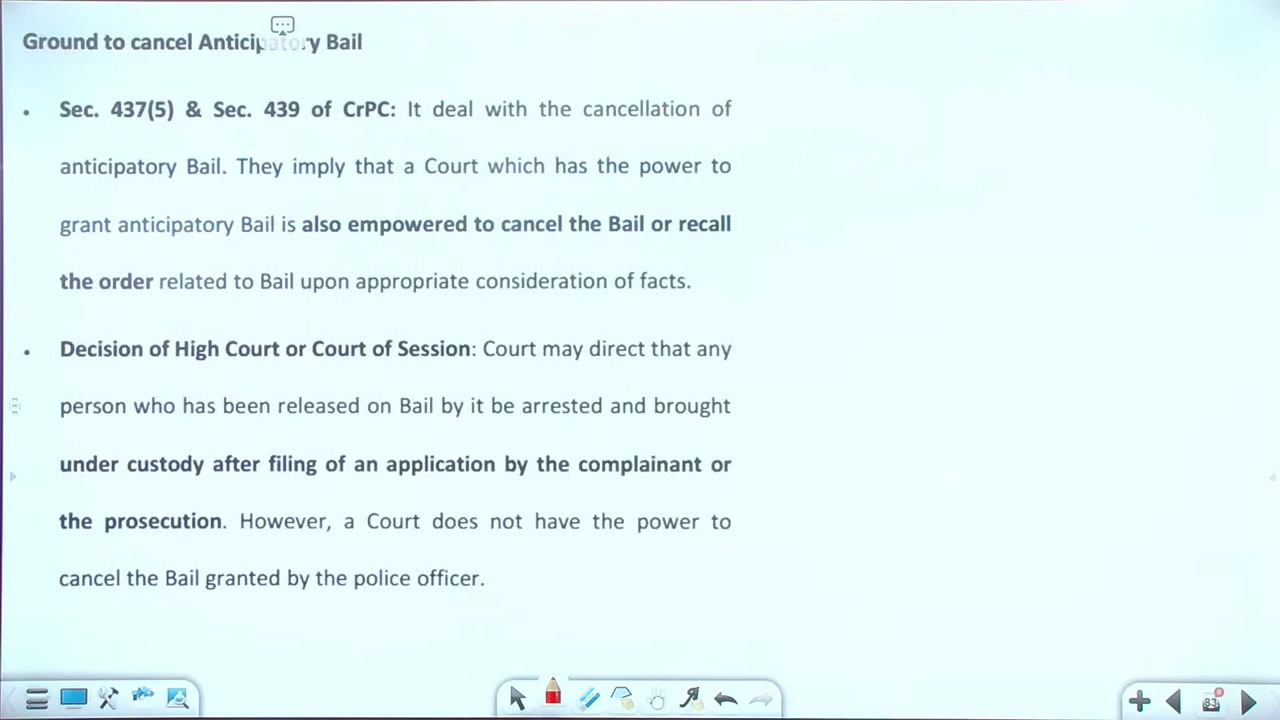 Ground to cancel Anticipatory Bail
• Sec. 437(5) & Sec. 439 of CrPC: It deal with the cancellation of
anticipatory Bail. They imply that a Court which has the power to
grant anticipatory Bail is also empowered to cancel the Bail or recall
the order related to Bail upon appropriate consideration of facts.
• Decision of High Court or Court of Session: Court may direct that any
person who has been released on Bail by it be arrested and brought
under custody after filing of an application by the complainant or
the prosecution. However, a Court does not have the power to
cancel the Bail granted by the police officer.
83